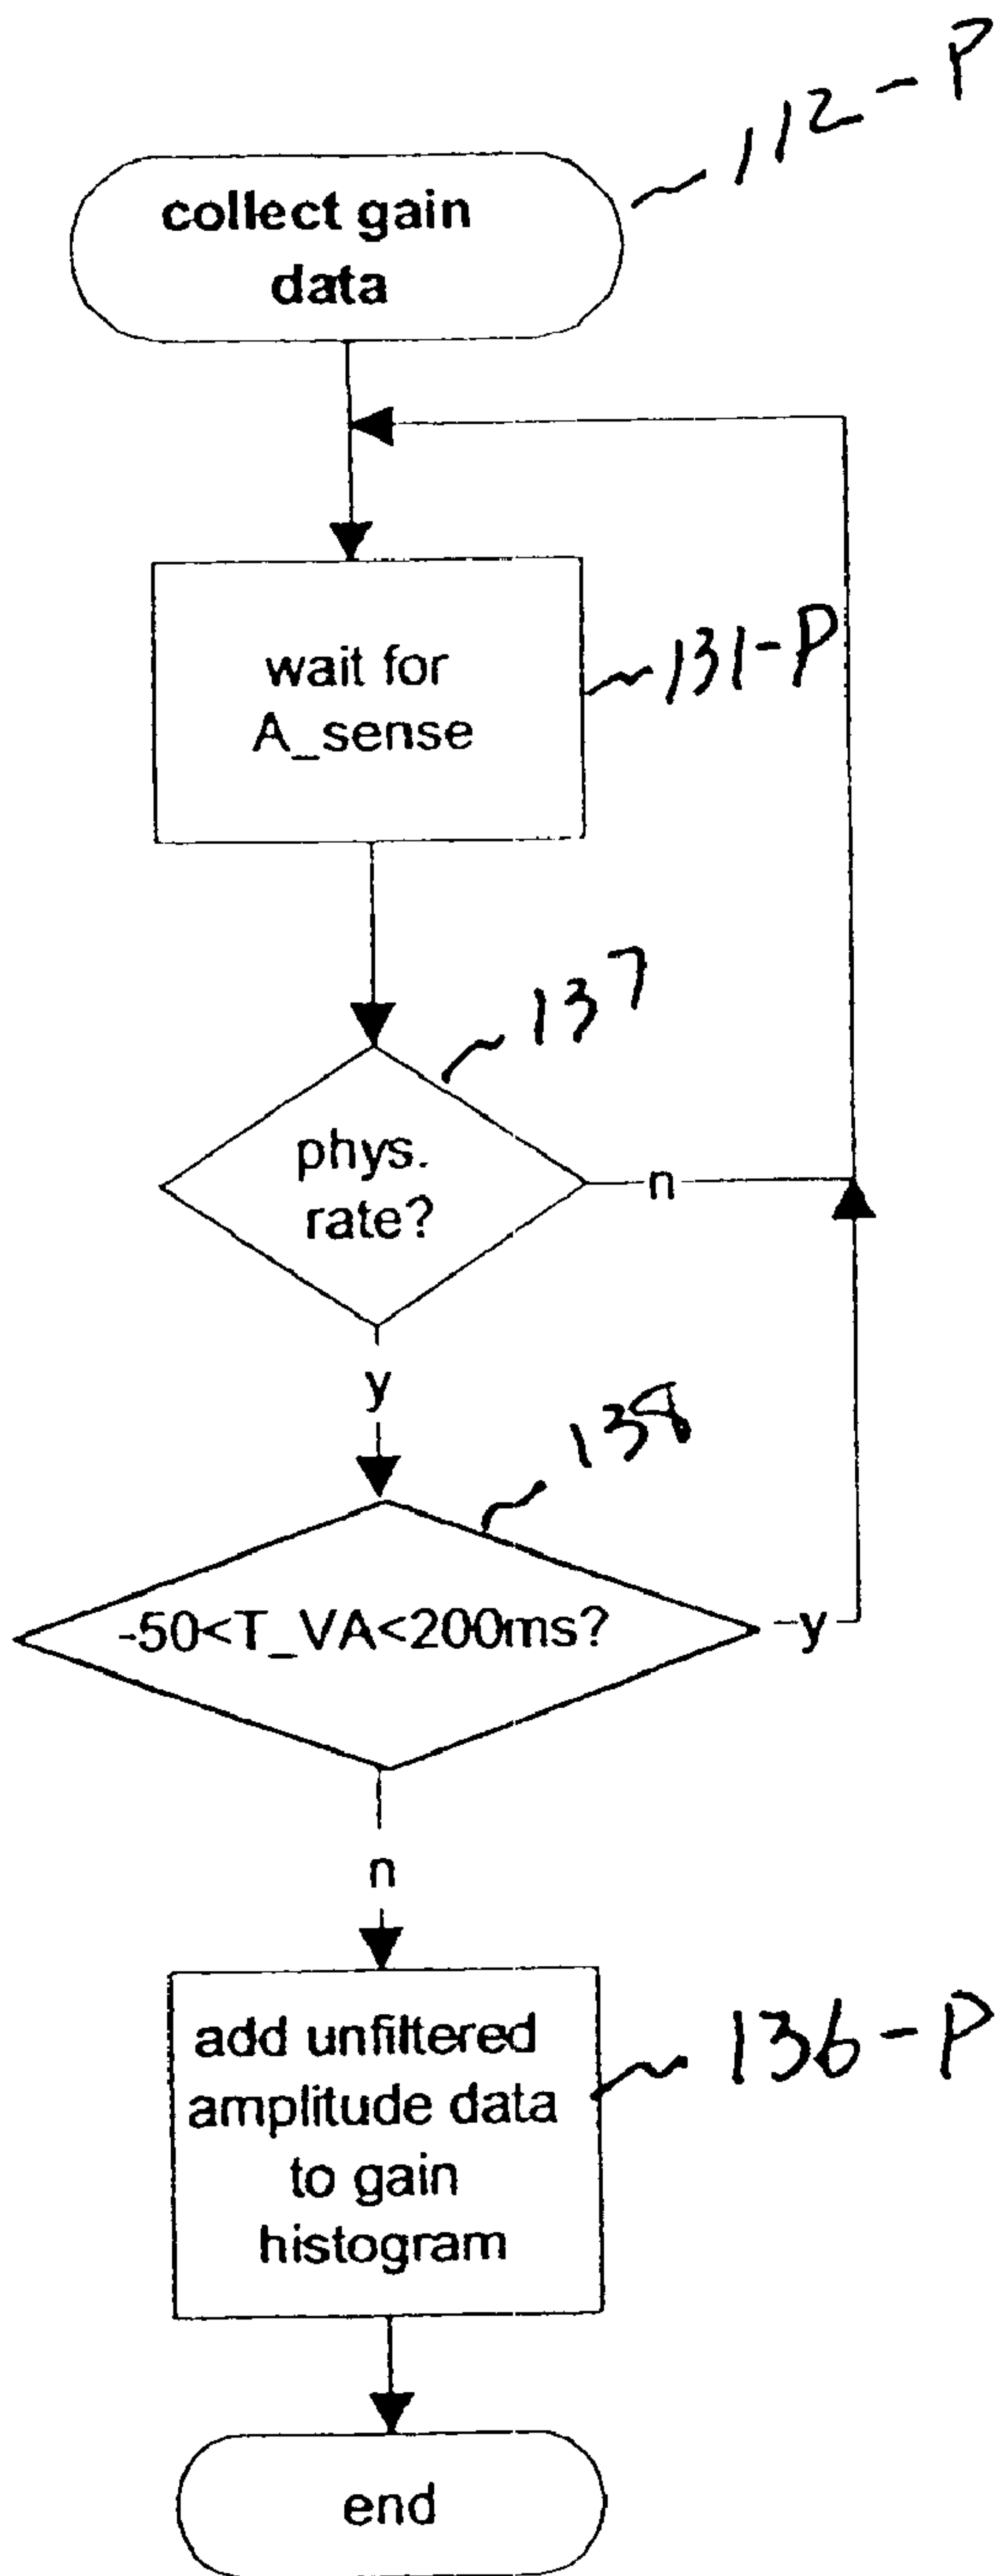 112-P
collect gain
data
wait for
A_sense
131-P
137
phys.
rate?
n
y
138
-50<T_VA<200ms?
y
n
add unfiltered
amplitude data
to gain
histogram
136-P
end